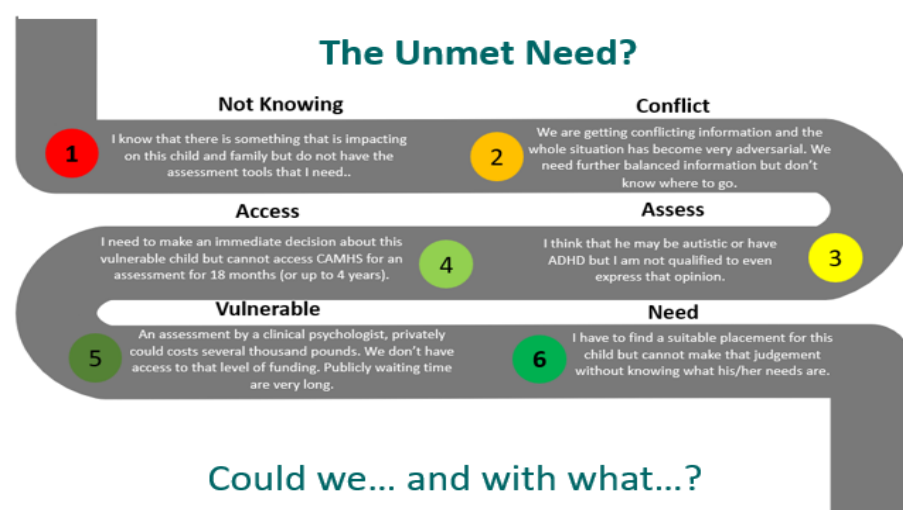 The Unmet Need?
Not Knowing
1
I know that there is something that is impacting
on this child and family but do not have the
assessment tools that I need..
Conflict
2
We are getting conflicting information and the
whole situation has become very adversarial. We
need further balanced information but don't
know where to go.
Assess
I think that he may be autistic or have
ADHD but I am not qualified to even
express that opinion.
3
Access
I need to make an immediate decision about this
vulnerable child but cannot access CAMHS for an
assessment for 18 months (or up to 4 years).
4
Vulnerable
5
An assessment by a clinical psychologist, privately
could costs several thousand pounds. We don't have
access to that level of funding. Publicly waiting time
are very long.
Need
6
I have to find a suitable placement for this
child but cannot make that judgement
without knowing what his/her needs are.
Could we... and with what...?